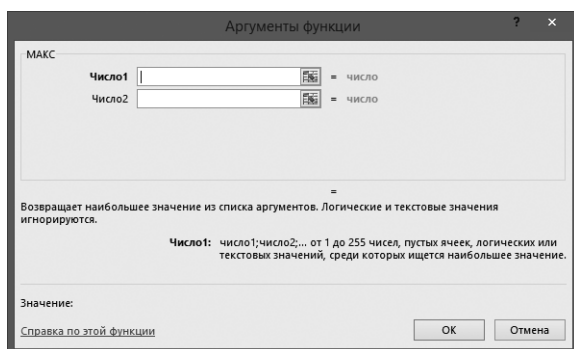 Аргументы функции ? ×
МАКС
Число1 = число
Число2 = число
=
Возвращает наибольшее значение из списка аргументов. Логические и текстовые значения
игнорируются.
Число1: число1;число2;... от 1 до 255 чисел, пустых ячеек, логических или
текстовых значений, среди которых ищется наибольшее значение.
Значение:
Справка по этой функции
ОК Отмена